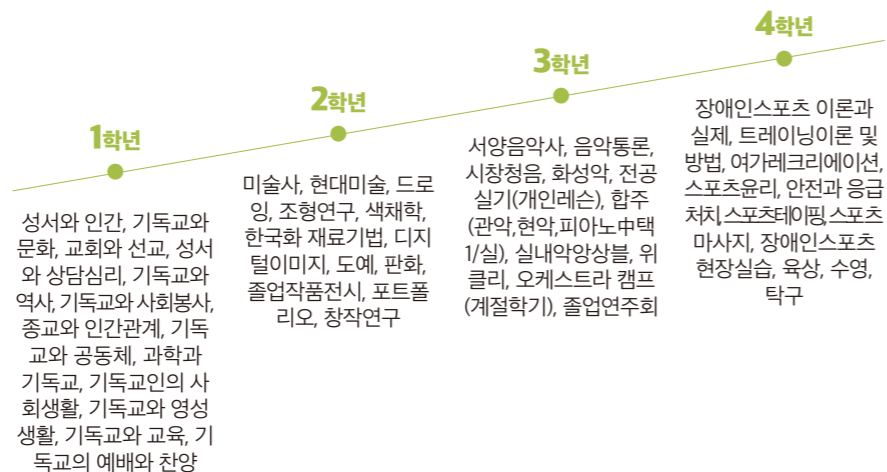 1학년
성서와 인간, 기독교와
문화, 교회와 선교, 성서
와 상담심리, 기독교와
역사, 기독교와 사회봉사,
종교와 인간관계, 기독
교와 공동체, 과학과
기독교, 기독교인의 사
회생활, 기독교와 영성
생활, 기독교와 교육, 기
독교의 예배와 찬양
2학년
미술사, 현대미술, 드로
잉, 조형연구, 색채학,
한국화 재료기법, 디지
털이미지, 도예, 판화,
졸업작품전시, 포트폴
리오, 창작연구
3학년
서양음악사, 음악통론,
시창청음, 화성악, 전공
실기(개인레슨), 합주
(관악,현악,피아노中택
1/실), 실내악앙상블, 위
클리, 오케스트라 캠프
(계절학기), 졸업연주회
4학년
장애인스포츠 이론과
실제, 트레이닝이론 및
방법, 여가레크리에이션,
스포츠윤리, 안전과 응급
처치,스포츠테이핑,스포츠
마사지, 장애인스포츠
현장실습, 육상, 수영,
탁구